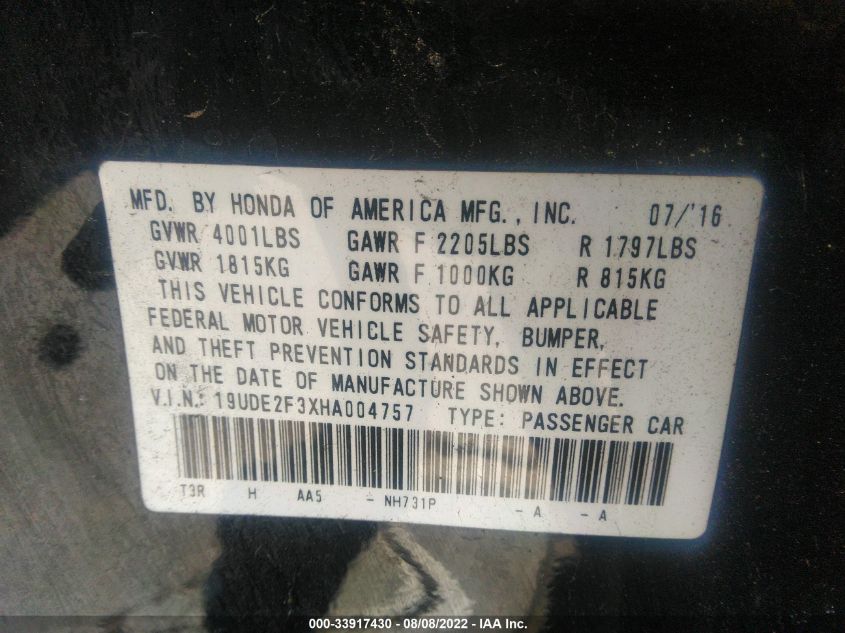 MFD. BY HONDA OF AMERICA MFG., INC. 07/'16
GVWR 4001LBS GAWR F 2205LBS R 1797LBS
GVWR 1815KG GAWR F 1000KG R 815KG
THIS VEHICLE CONFORMS TO ALL APPLICABLE
FEDERAL MOTOR VEHICLE SAFETY, BUMPER,
AND THEFT PREVENTION STANDARDS IN EFFECT
ON THE DATE OF MANUFACTURE SHOWN ABOVE.
V.I.N.: 19UDE2F3XHA004757 TYPE: PASSENGER CAR
T3R H AA5 - NH731P - A - A
000-33917430 - 08/08/2022 - IAA Inc.